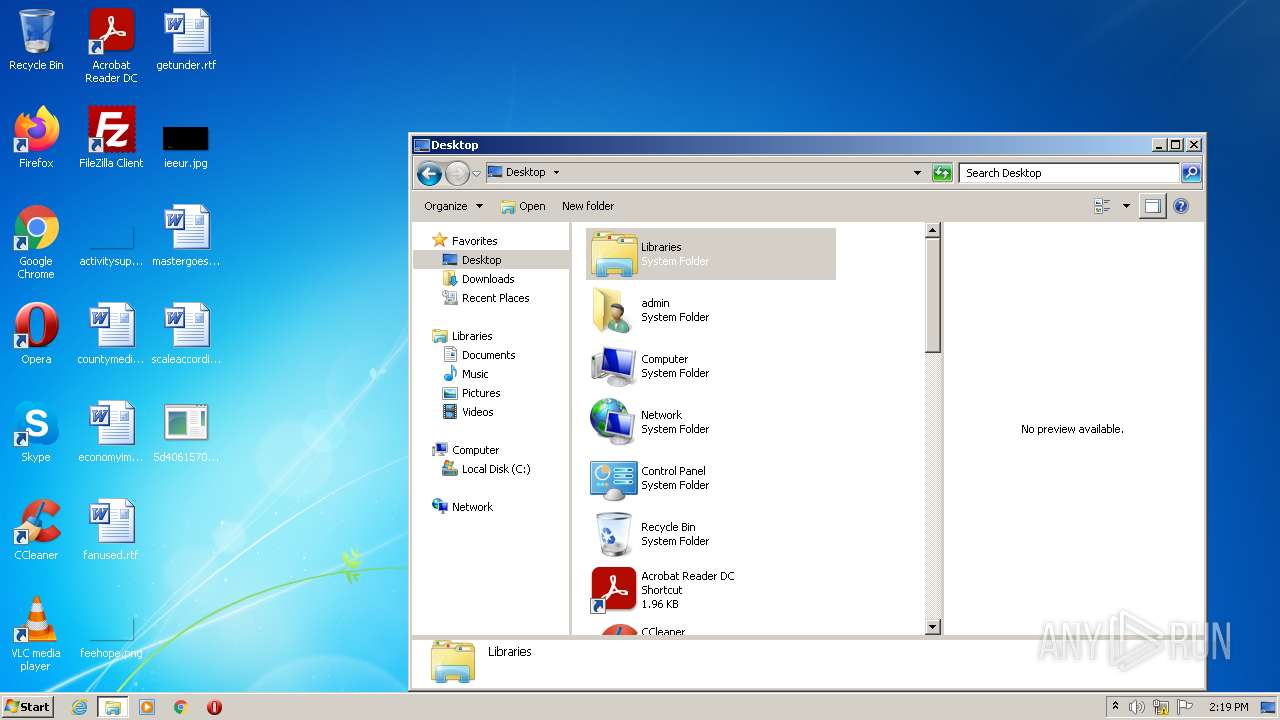 Recycle Bin
Acrobat
Reader DC
getunder.rtf
Firefox
FileZilla Client
ieeur.jpg
Google
Chrome
activitysup...
mastergoes...
Opera
countymedi...
scaleaccordi...
Skype
economyim...
5d4061570...
CCleaner
fanused.rtf
VLC media
player
feehope.png
Desktop
Desktop
Search Desktop
Organize
Open
New folder
Favorites
Desktop
Downloads
Recent Places
Libraries
Documents
Music
Pictures
Videos
Computer
Local Disk (C:)
Network
Libraries
System Folder
admin
System Folder
Computer
System Folder
Network
System Folder
Control Panel
System Folder
Recycle Bin
System Folder
Acrobat Reader DC
Shortcut
1.96 KB
CCleaner
No preview available.
Libraries
ANY RUN
Start
2:19 PM